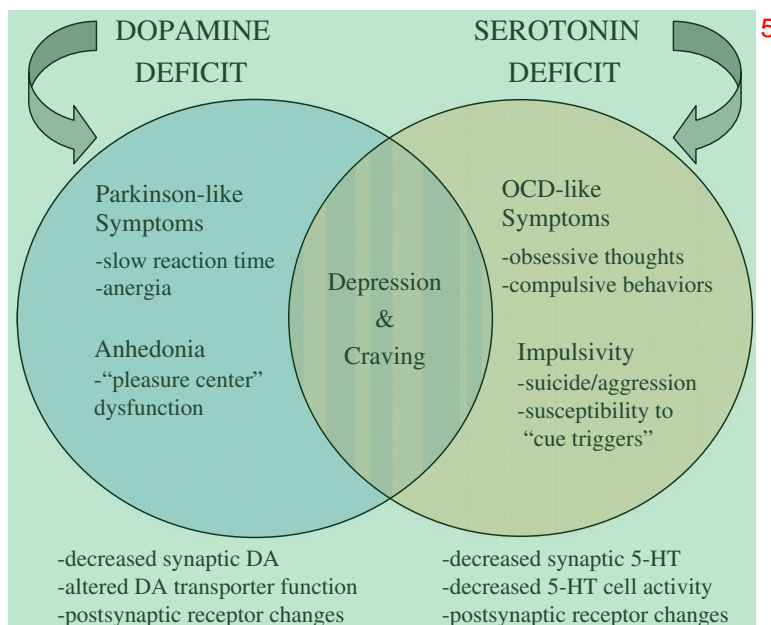 DOPAMINE
DEFICIT
SEROTONIN
DEFICIT
5
Parkinson-like
Symptoms
-slow reaction time
-anergia
Anhedonia
-“pleasure center”
dysfunction
Depression
&
Craving
OCD-like
Symptoms
-obsessive thoughts
-compulsive behaviors
Impulsivity
-suicide/aggression
-susceptibility to
“cue triggers”
-decreased synaptic DA
-altered DA transporter function
-postsynaptic receptor changes
-decreased synaptic 5-HT
-decreased 5-HT cell activity
-postsynaptic receptor changes